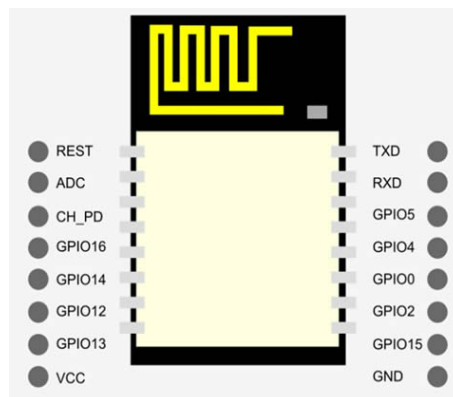 REST
ADC
CH_PD
GPIO16
GPIO14
GPIO12
GPIO13
VCC
TXD
RXD
GPIO5
GPIO4
GPIO0
GPIO2
GPIO15
GND